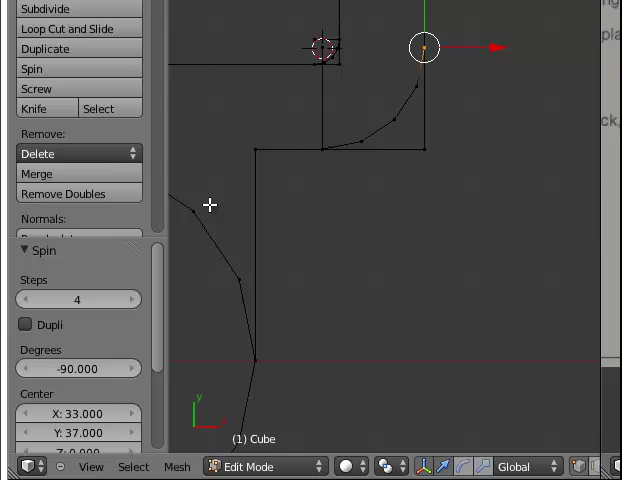 Subdivide
Loop Cut and Slide
Duplicate
Spin
Screw
Knife Select
Remove:
Delete
Merge
Remove Doubles
Normals:
Spin
Steps
4
Dupli
Degrees
-90.000
Center
X: 33.000
Y: 37.000
y
(1) Cube
View Select Mesh Edit Mode Global